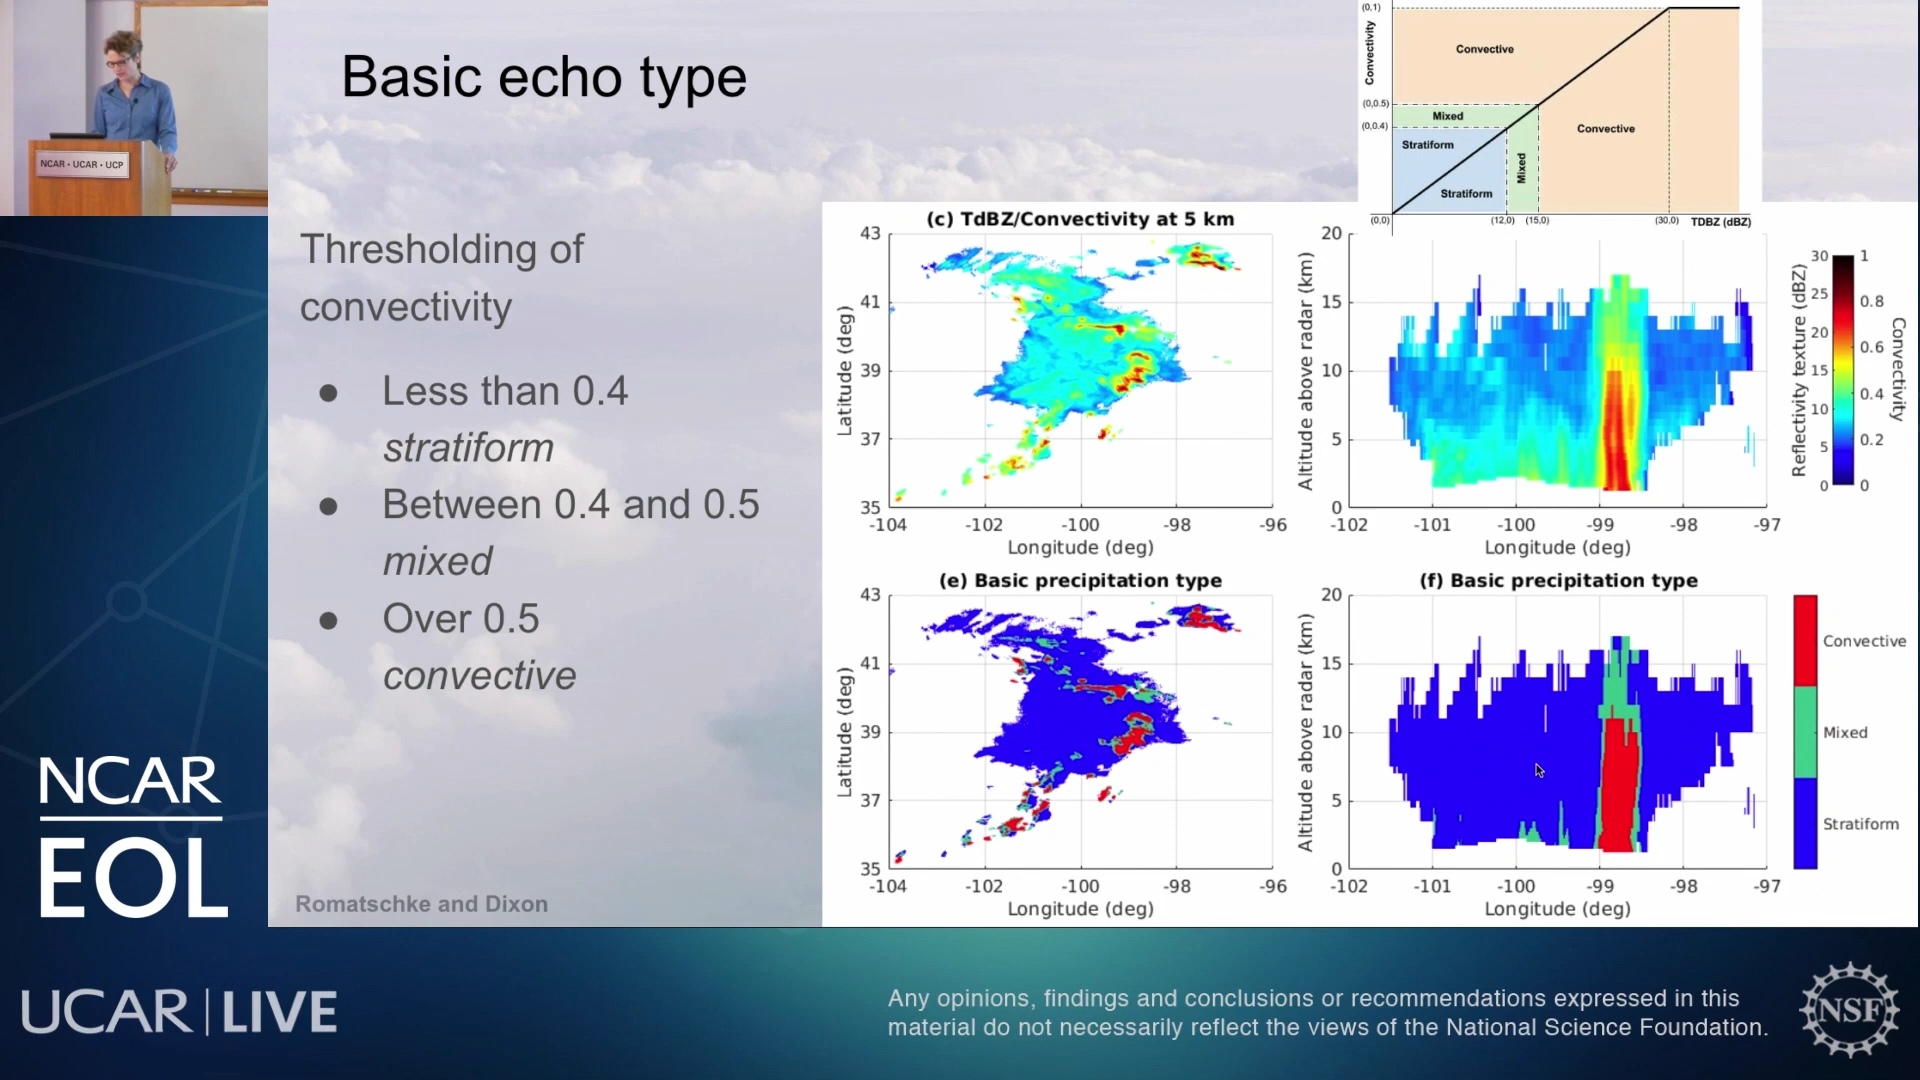 NCAR • UCAR • UCP
Basic echo type
Thresholding of
convectivity
● Less than 0.4
stratiform
● Between 0.4 and 0.5
mixed
● Over 0.5
convective
Romatschke and Dixon
Convectivity
(0,1)
(0,0.5)
(0,0.4)
(0,0)
(12,0)
(15,0)
(30,0)
TDBZ (dBZ)
Convective
Mixed
Stratiform
Stratiform
Mixed
Convective
(c) TdBZ/Convectivity at 5 km
Latitude (deg)
43
41
39
37
35
-104 -102 -100 -98 -96
Longitude (deg)
Altitude above radar (km)
20
15
10
5
0
-102 -101 -100 -99 -98 -97
Longitude (deg)
Reflectivity texture (dBZ)
30 1
25 0.8
20 0.6
15 0.4
10 0.2
5
0 0
Convectivity
(e) Basic precipitation type
Latitude (deg)
43
41
39
37
35
-104 -102 -100 -98 -96
Longitude (deg)
(f) Basic precipitation type
Altitude above radar (km)
20
15
10
5
0
-102 -101 -100 -99 -98 -97
Longitude (deg)
Convective
Mixed
Stratiform
NCAR
EOL
UCAR | LIVE
Any opinions, findings and conclusions or recommendations expressed in this
material do not necessarily reflect the views of the National Science Foundation.
NSF